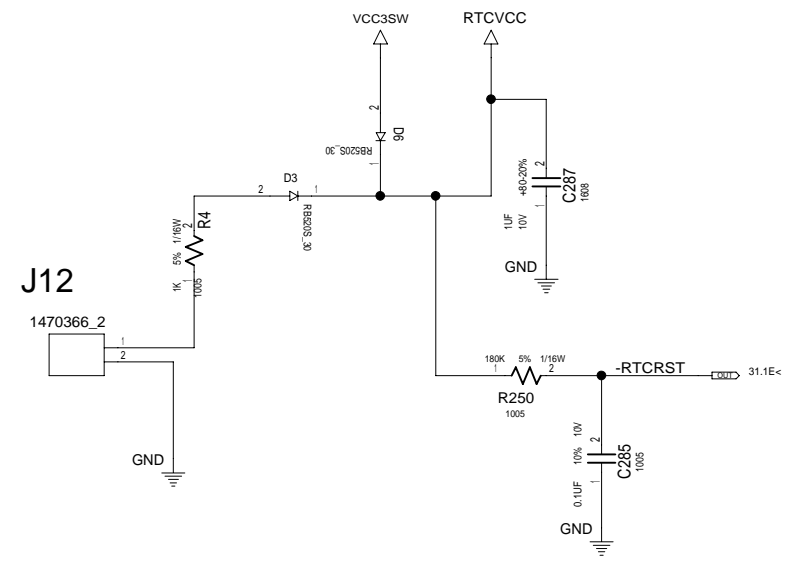 VCC3SW
RTCVCC
2
D6
RB520S_30
1
D3
2
1
RB520S_30
2
+80-20%
C287
1608
1
1UF
10V
GND
2
R4
5%
1/16W
1K
1
1005
J12
1470366_2
1
2
GND
180K
5%
1/16W
1
2
R250
1005
-RTCRST
OUT
31.1E<
2
10%
10V
C285
1005
0.1UF
1
GND